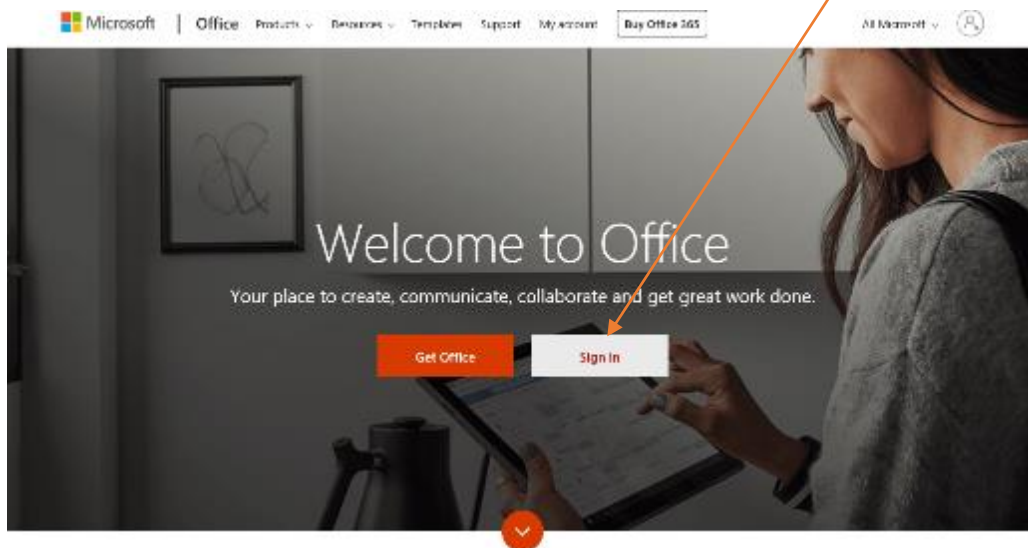 Microsoft | Office Products Resources Templates Support My account Buy Office 365 All Microsoft
Welcome to Office
Your place to create, communicate, collaborate and get great work done.
Get Office Sign in